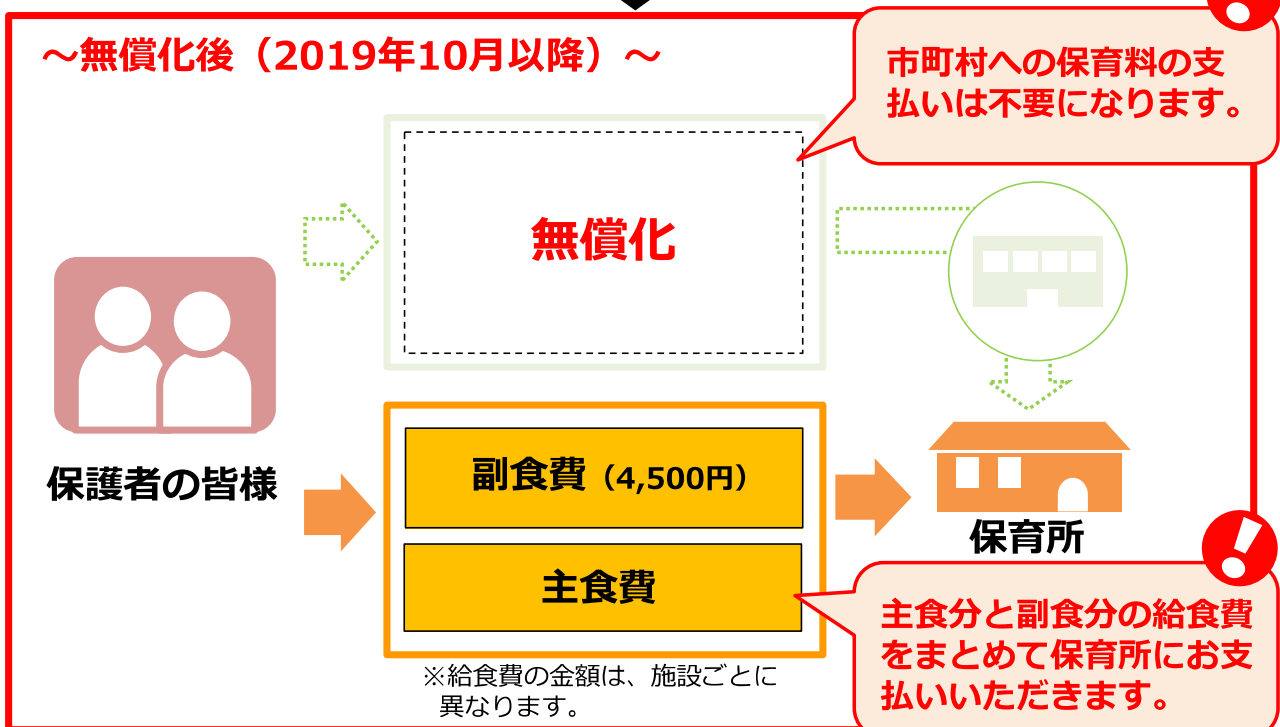 ～無償化後（2019年10月以降）～
市町村への保育料の支
払いは不要になります。
無償化
保護者の皆様
副食費（4,500円）
主食費
保育所
主食分と副食分の給食費
をまとめて保育所にお支
払いいただきます。
※給食費の金額は、施設ごとに
異なります。